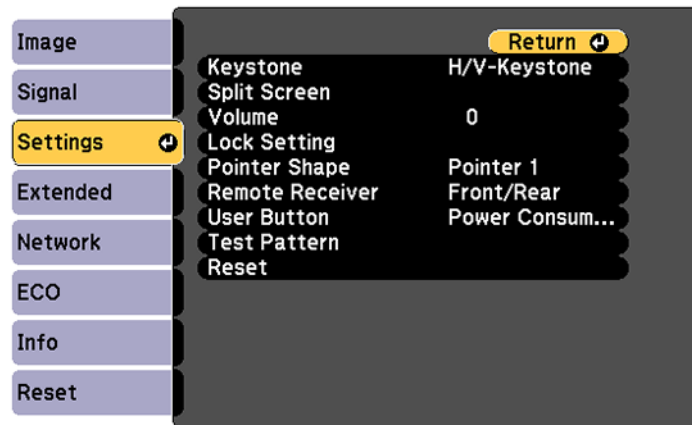 Image
Signal
Settings
Extended
Network
ECO
Info
Reset
Return
Keystone H/V-Keystone
Split Screen
Volume 0
Lock Setting
Pointer Shape Pointer 1
Remote Receiver Front/Rear
User Button Power Consum...
Test Pattern
Reset